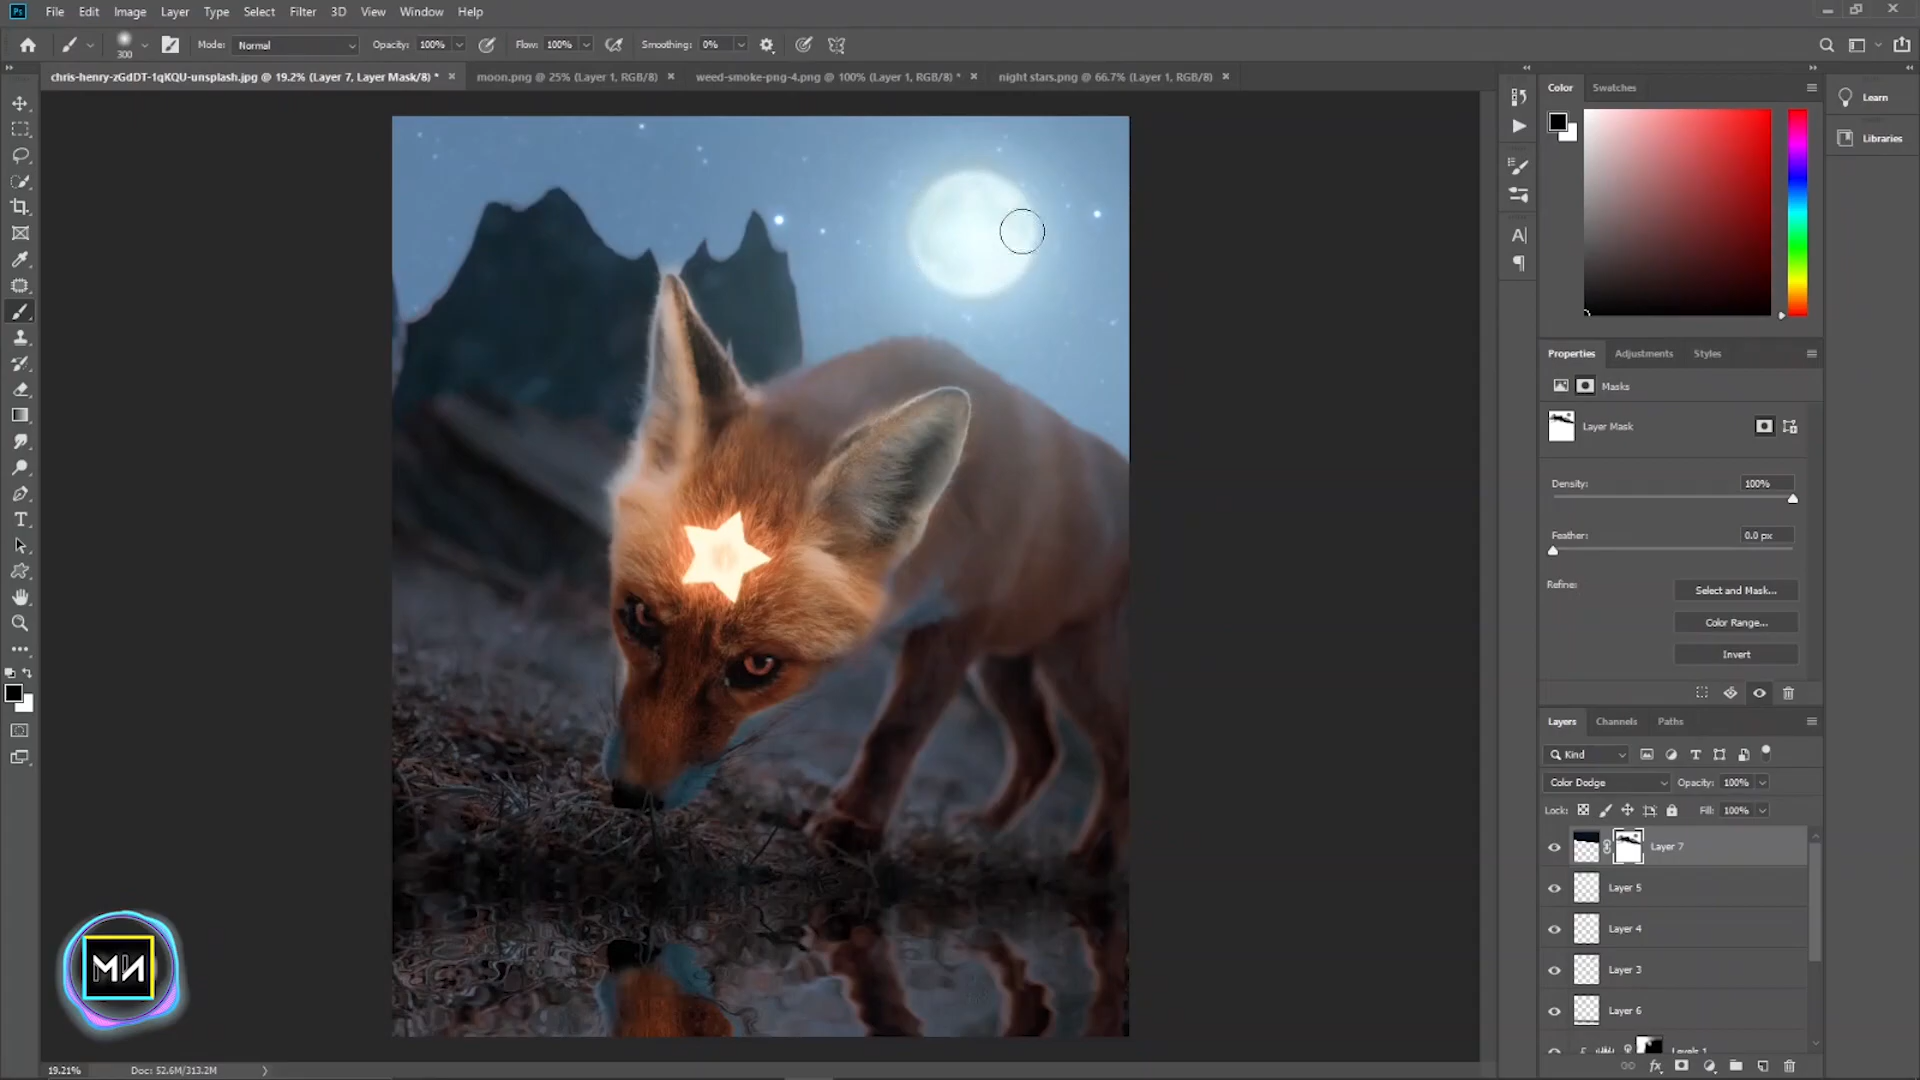 Ps File Edit Image Layer Type Select Filter 3D View Window Help
300 Mode: Normal Opacity: 100% Flow: 100% Smoothing: 0%
chris-henry-zGdDT-1qKQU-unsplash.jpg @ 19.2% (Layer 7, Layer Mask/8) * moon.png @ 25% (Layer 1, RGB/8) weed-smoke-png-4.png @ 100% (Layer 1, RGB/8) * night stars.png @ 66.7% (Layer 1, RGB/8)
Color Swatches
Learn
Libraries
Properties Adjustments Styles
Masks
Layer Mask
Density: 100%
Feather: 0.0 px
Refine: Select and Mask...
Color Range...
Invert
Layers Channels Paths
Kind
Color Dodge Opacity: 100%
Lock: Fill: 100%
Layer 7
Layer 5
Layer 4
Layer 3
Layer 6
Levels 1
19.21% Doc: 52.6M/313.2M